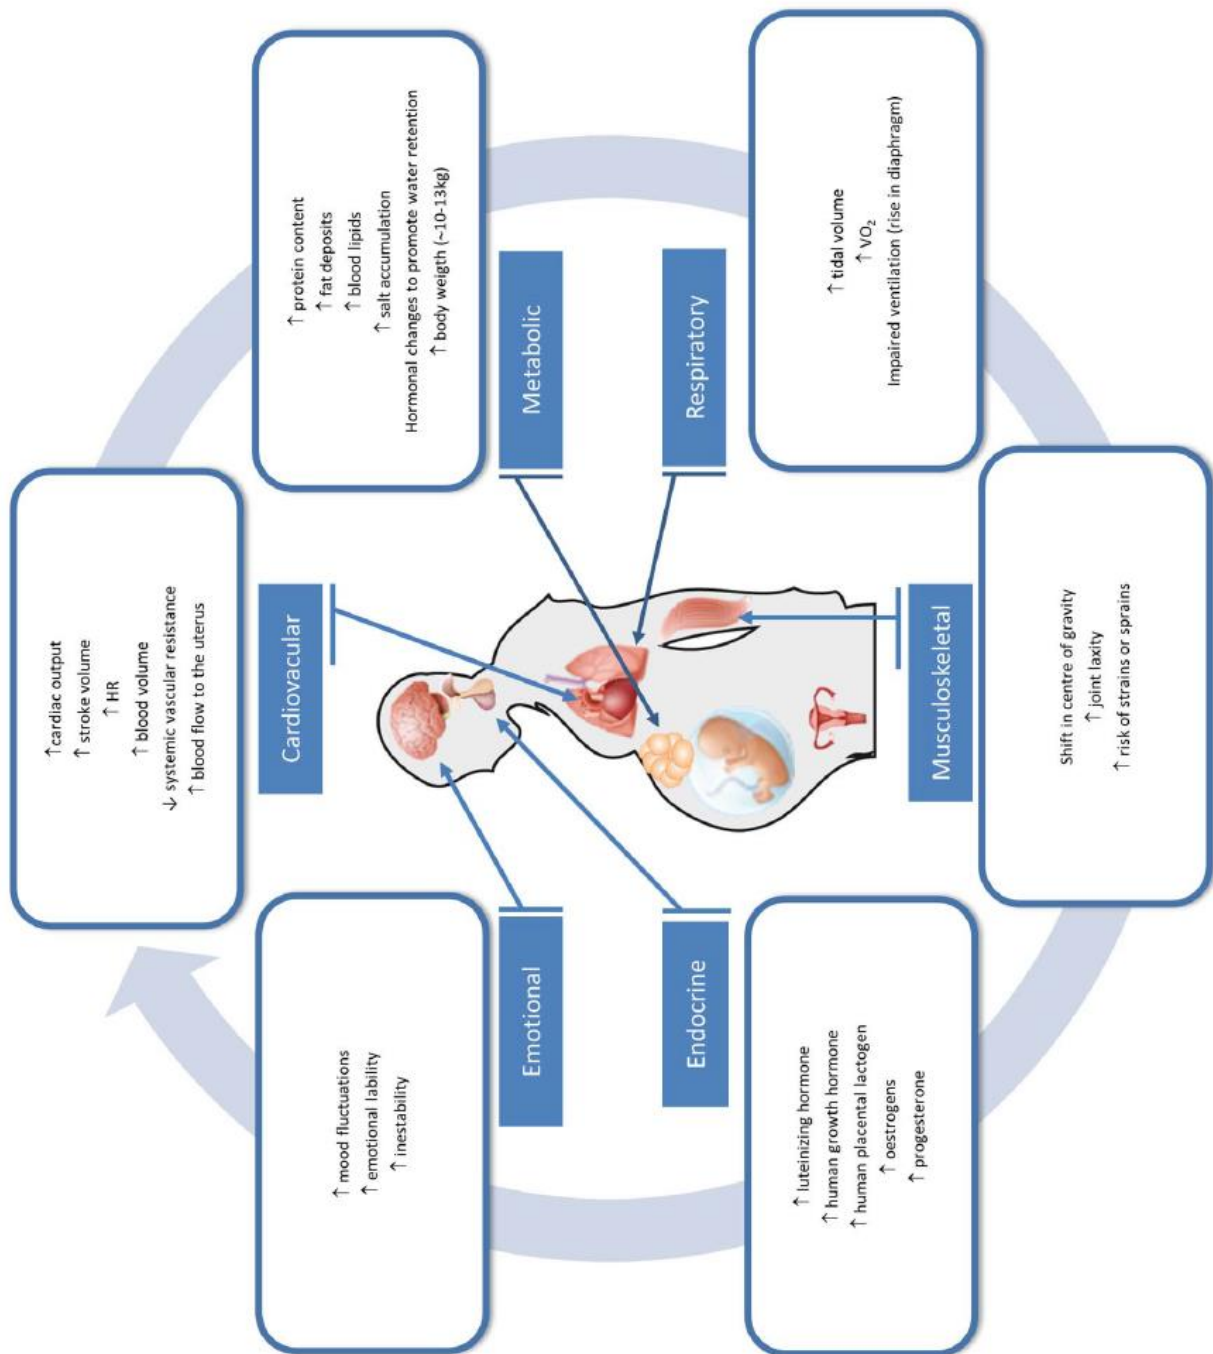 Cardiovacular
↑cardiac output
↑ stroke volume
↑ HR
↑ blood volume
↓ systemic vascular resistance
↑ blood flow to the uterus
Metabolic
↑ protein content
↑ fat deposits
↑ blood lipids
↑ salt accumulation
Hormonal changes to promote water retention
↑ body weigth (~10-13kg)
Respiratory
↑ tidal volume
↑ VO₂
Impaired ventilation (rise in diaphragm)
Musculoskeletal
Shift in centre of gravity
↑ joint laxity
↑ risk of strains or sprains
Endocrine
↑ luteinizing hormone
↑ human growth hormone
↑ human placental lactogen
↑ oestrogens
↑ progesterone
Emotional
↑ mood fluctuations
↑ emotional lability
↑ inestability